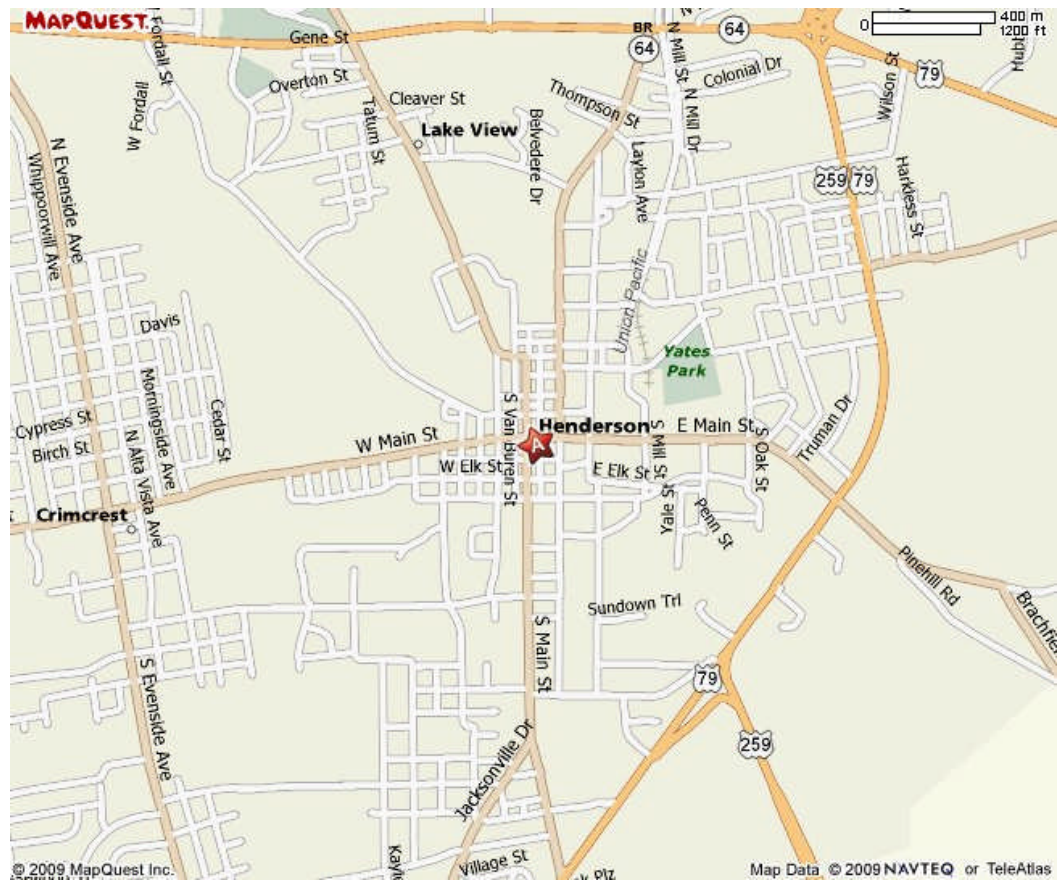 MAPQUEST.
400 m
0
1200 ft
N Fordall St
W Fordall
Gene St
Overton St
Tatum St
Cleaver St
Lake View
Belvedere Dr
BR
64
64
N Mill St
N Mill Dr
Colonial Dr
Thompson St
Laylon Ave
79
Wilson St
259
79
Harkless St
N Evenside Ave
Whippoorwill Ave
Union Pacific
Yates
Park
Davis
Morningside Ave
Cedar St
Cypress St
Birch St
N Alta Vista Ave
W Main St
S Van Buren St
A
Henderson
E Main St
W Elk St
E Elk St
S Mill St
S Oak St
Truman Dr
Yale St
Penn St
Crimcrest
Pinehill Rd
Sundown Trl
S Main St
S Evenside Ave
79
259
Jacksonville Dr
Village St
Plz
© 2009 MapQuest Inc.
Map Data © 2009 NAVTEQ or TeleAtlas